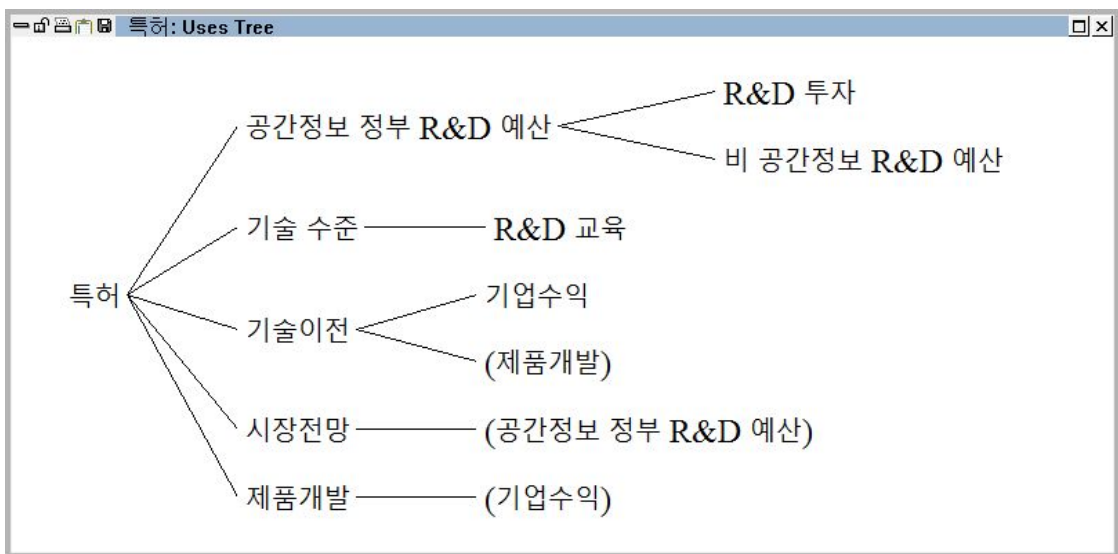 특허: Uses Tree
R&D 투자
공간정보 정부 R&D 예산
비 공간정보 R&D 예산
기술 수준
R&D 교육
특허
기업수익
기술이전
(제품개발)
시장전망
(공간정보 정부 R&D 예산)
제품개발
(기업수익)